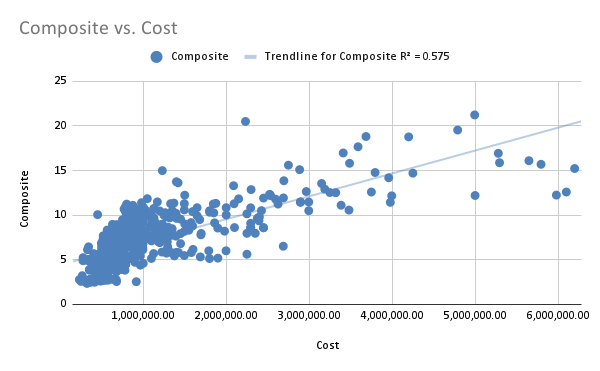 Composite vs. Cost
Composite Trendline for Composite R² = 0.575
25
20
15
10
5
0
Composite
1,000,000.00 2,000,000.00 3,000,000.00 4,000,000.00 5,000,000.00 6,000,000.00
Cost